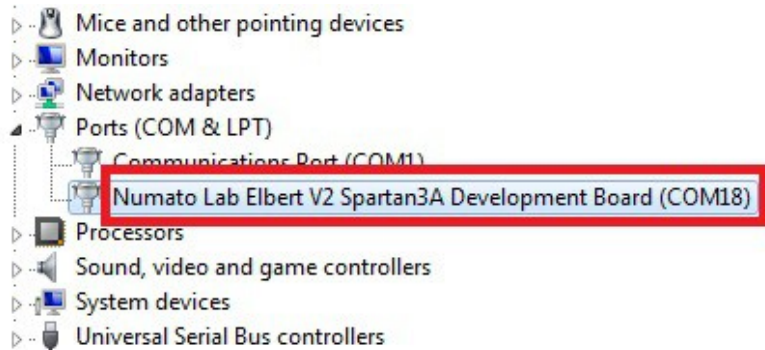 Mice and other pointing devices
Monitors
Network adapters
Ports (COM & LPT)
Communications Port (COM1)
Numato Lab Elbert V2 Spartan3A Development Board (COM18)
Processors
Sound, video and game controllers
System devices
Universal Serial Bus controllers